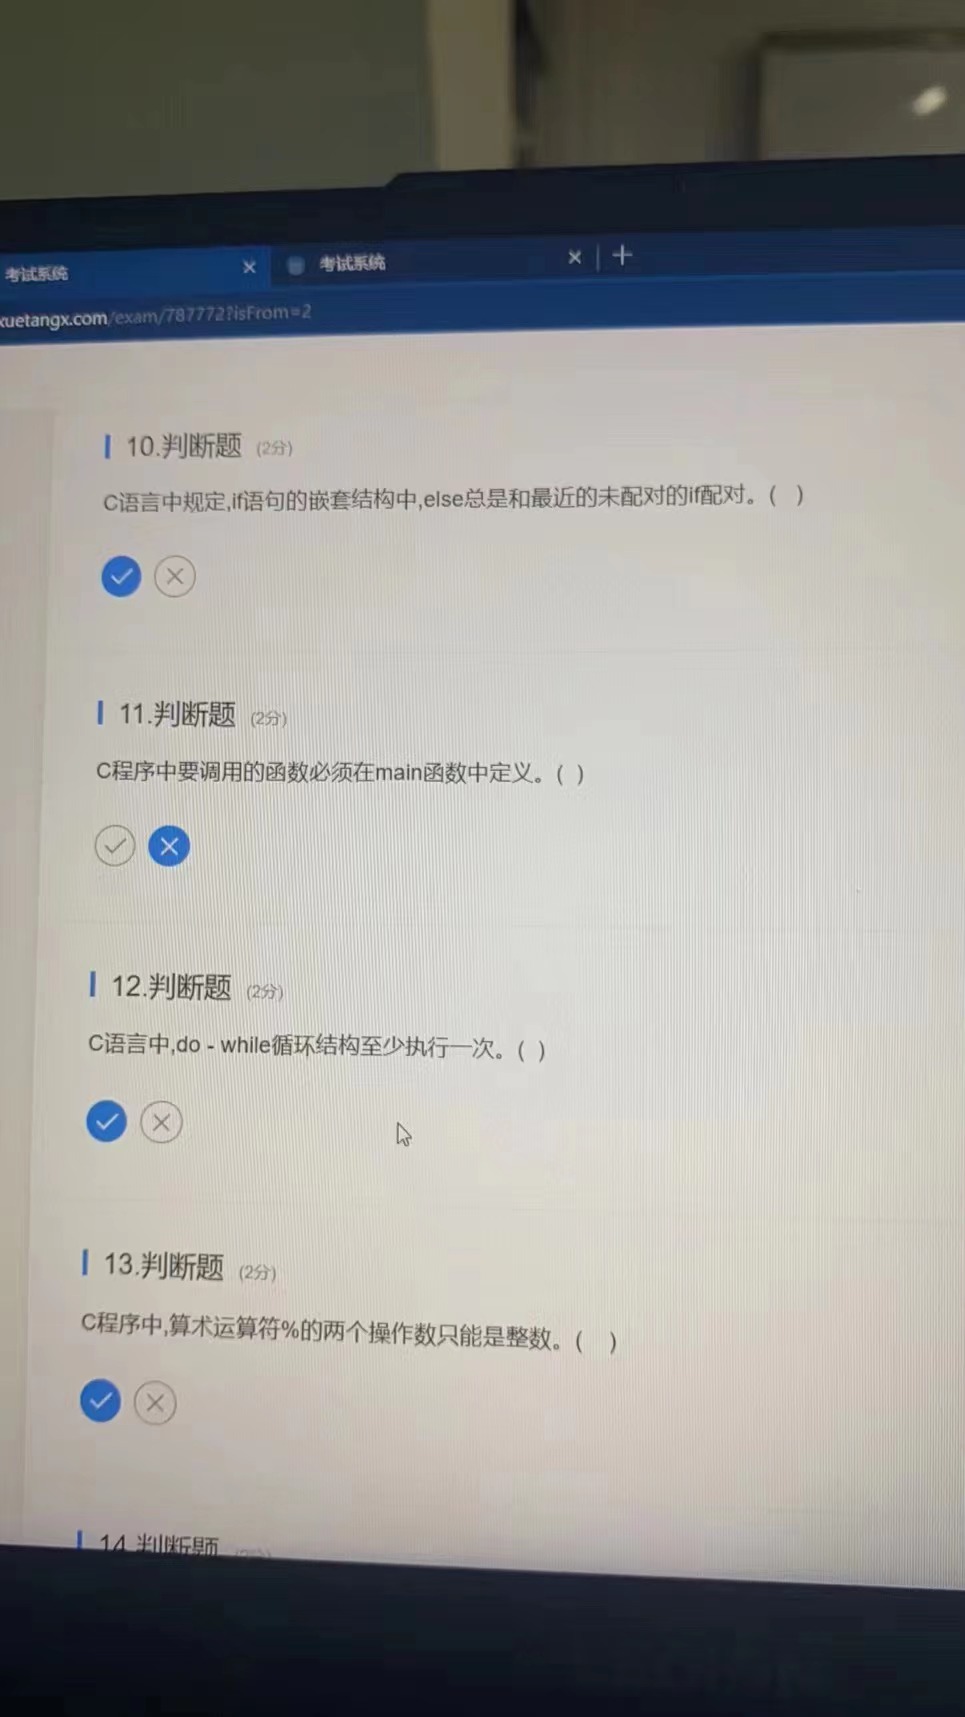 考试系统
考试系统
xuetangx.com/exam/787772?isFrom=2
10.判断题 (2分)
C语言中规定,if语句的嵌套结构中,else总是和最近的未配对的if配对。( )
11.判断题 (2分)
C程序中要调用的函数必须在main函数中定义。( )
12.判断题 (2分)
C语言中,do - while循环结构至少执行一次。( )
13.判断题 (2分)
C程序中,算术运算符%的两个操作数只能是整数。( )
14.判断题